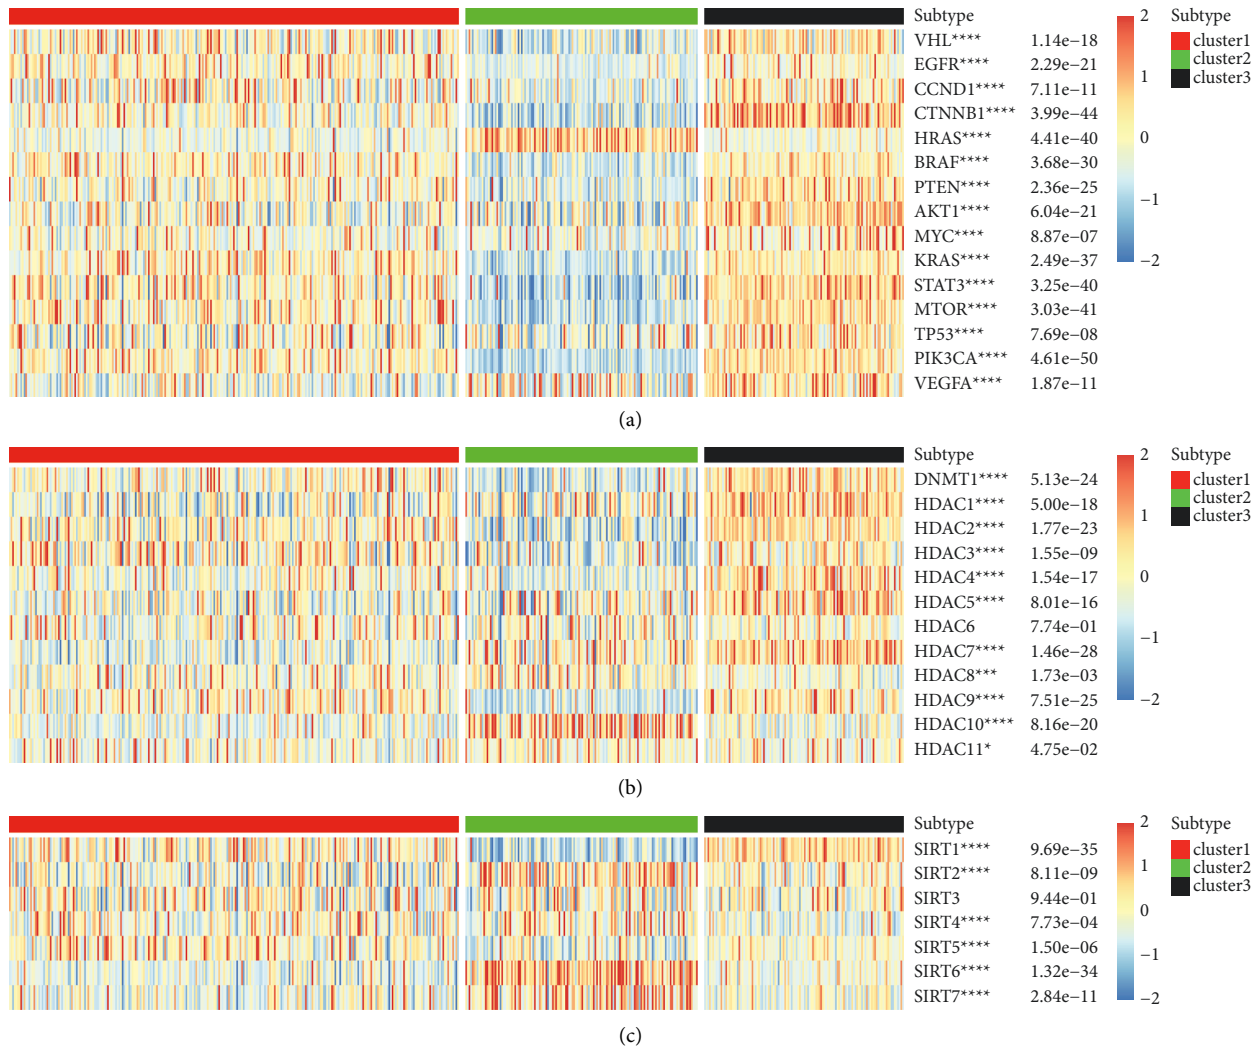 Subtype
VHL**** 1.14e−18
EGFR**** 2.29e−21
CCND1**** 7.11e−11
CTNNB1**** 3.99e−44
HRAS**** 4.41e−40
BRAF**** 3.68e−30
PTEN**** 2.36e−25
AKT1**** 6.04e−21
MYC**** 8.87e−07
KRAS**** 2.49e−37
STAT3**** 3.25e−40
MTOR**** 3.03e−41
TP53**** 7.69e−08
PIK3CA**** 4.61e−50
VEGFA**** 1.87e−11
2
1
0
−1
−2
Subtype
cluster1
cluster2
cluster3
(a)
Subtype
DNMT1**** 5.13e−24
HDAC1**** 5.00e−18
HDAC2**** 1.77e−23
HDAC3**** 1.55e−09
HDAC4**** 1.54e−17
HDAC5**** 8.01e−16
HDAC6 7.74e−01
HDAC7**** 1.46e−28
HDAC8*** 1.73e−03
HDAC9**** 7.51e−25
HDAC10**** 8.16e−20
HDAC11* 4.75e−02
2
1
0
−1
−2
Subtype
cluster1
cluster2
cluster3
(b)
Subtype
SIRT1**** 9.69e−35
SIRT2**** 8.11e−09
SIRT3 9.44e−01
SIRT4**** 7.73e−04
SIRT5**** 1.50e−06
SIRT6**** 1.32e−34
SIRT7**** 2.84e−11
2
1
0
−1
−2
Subtype
cluster1
cluster2
cluster3
(c)